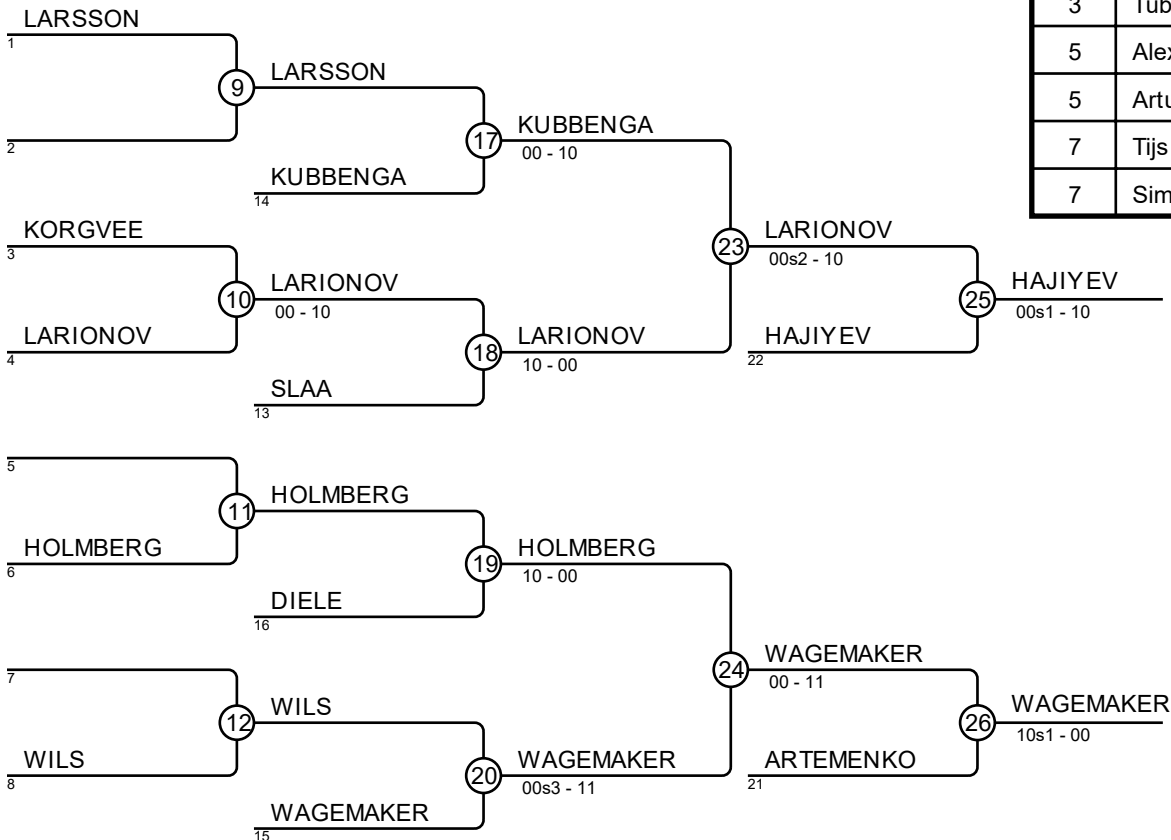 LARSSON
1
3 Tub
5 Alex
9
LARSSON
5 Artu
2
17
KUBBENGA
00 - 10
7 Tijs
KUBBENGA
14
7 Sim
KORGVEE
3
23
LARIONOV
00s2 - 10
10
LARIONOV
00 - 10
25
HAJIYEV
00s1 - 10
LARIONOV
4
18
LARIONOV
10 - 00
HAJIYEV
22
SLAA
13
5
11
HOLMBERG
HOLMBERG
6
19
HOLMBERG
10 - 00
DIELE
16
7
24
WAGEMAKER
00 - 11
12
WILS
26
WAGEMAKER
10s1 - 00
WILS
8
20
WAGEMAKER
00s3 - 11
ARTEMENKO
21
WAGEMAKER
15